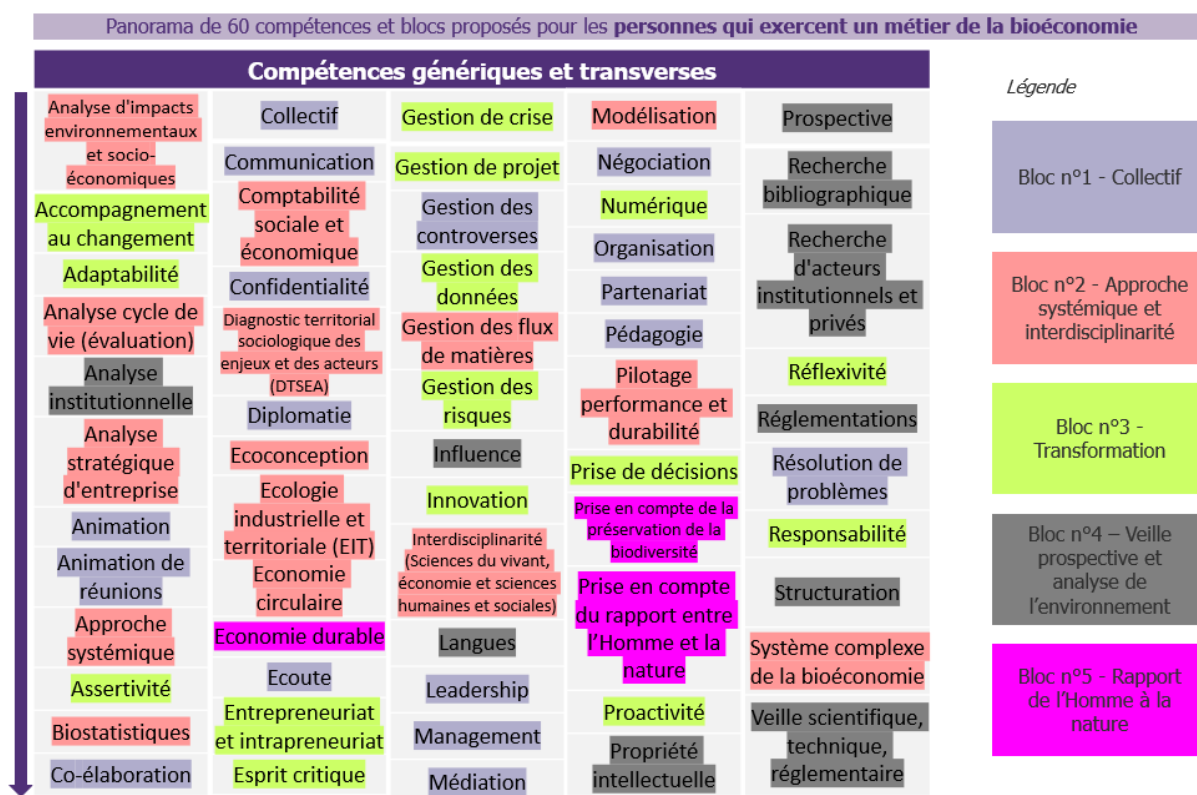 Panorama de 60 compétences et blocs proposés pour les personnes qui exercent un métier de la bioéconomie
Compétences génériques et transverses
Analyse d'impacts
environnementaux
et socio-
économiques
Accompagnement
au changement
Adaptabilité
Analyse cycle de
vie (évaluation)
Analyse
institutionnelle
Analyse
stratégique
d'entreprise
Animation
Animation de
réunions
Approche
systémique
Assertivité
Biostatistiques
Co-élaboration
Collectif
Communication
Comptabilité
sociale et
économique
Confidentialité
Diagnostic territorial
sociologique des
enjeux et des acteurs
(DTSEA)
Diplomatie
Ecoconception
Ecologie
industrielle et
territoriale (EIT)
Economie
circulaire
Economie durable
Ecoute
Entrepreneuriat
et intrapreneuriat
Esprit critique
Gestion de crise
Gestion de projet
Gestion des
controverses
Gestion des
données
Gestion des flux
de matières
Gestion des
risques
Influence
Innovation
Interdisciplinarité
(Sciences du vivant,
économie et sciences
humaines et sociales)
Langues
Leadership
Management
Médiation
Modélisation
Négociation
Numérique
Organisation
Partenariat
Pédagogie
Pilotage
performance et
durabilité
Prise de décisions
Prise en compte de la
préservation de la
biodiversité
Prise en compte
du rapport entre
l'Homme et la
nature
Proactivité
Propriété
intellectuelle
Prospective
Recherche
bibliographique
Recherche
d'acteurs
institutionnels et
privés
Réflexivité
Réglementations
Résolution de
problèmes
Responsabilité
Structuration
Système complexe
de la bioéconomie
Veille scientifique,
technique,
réglementaire
Légende
Bloc n°1 - Collectif
Bloc n°2 - Approche
systémique et
interdisciplinarité
Bloc n°3 -
Transformation
Bloc n°4 – Veille
prospective et
analyse de
l'environnement
Bloc n°5 - Rapport
de l'Homme à la
nature